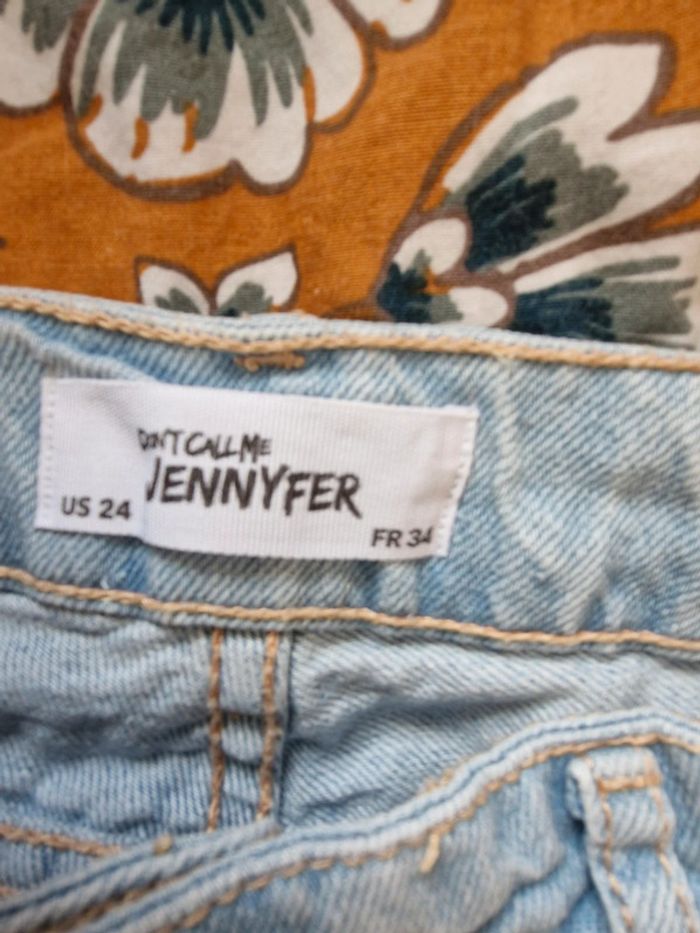 DON'T CALL ME
JENNYFER
US 24
FR 34